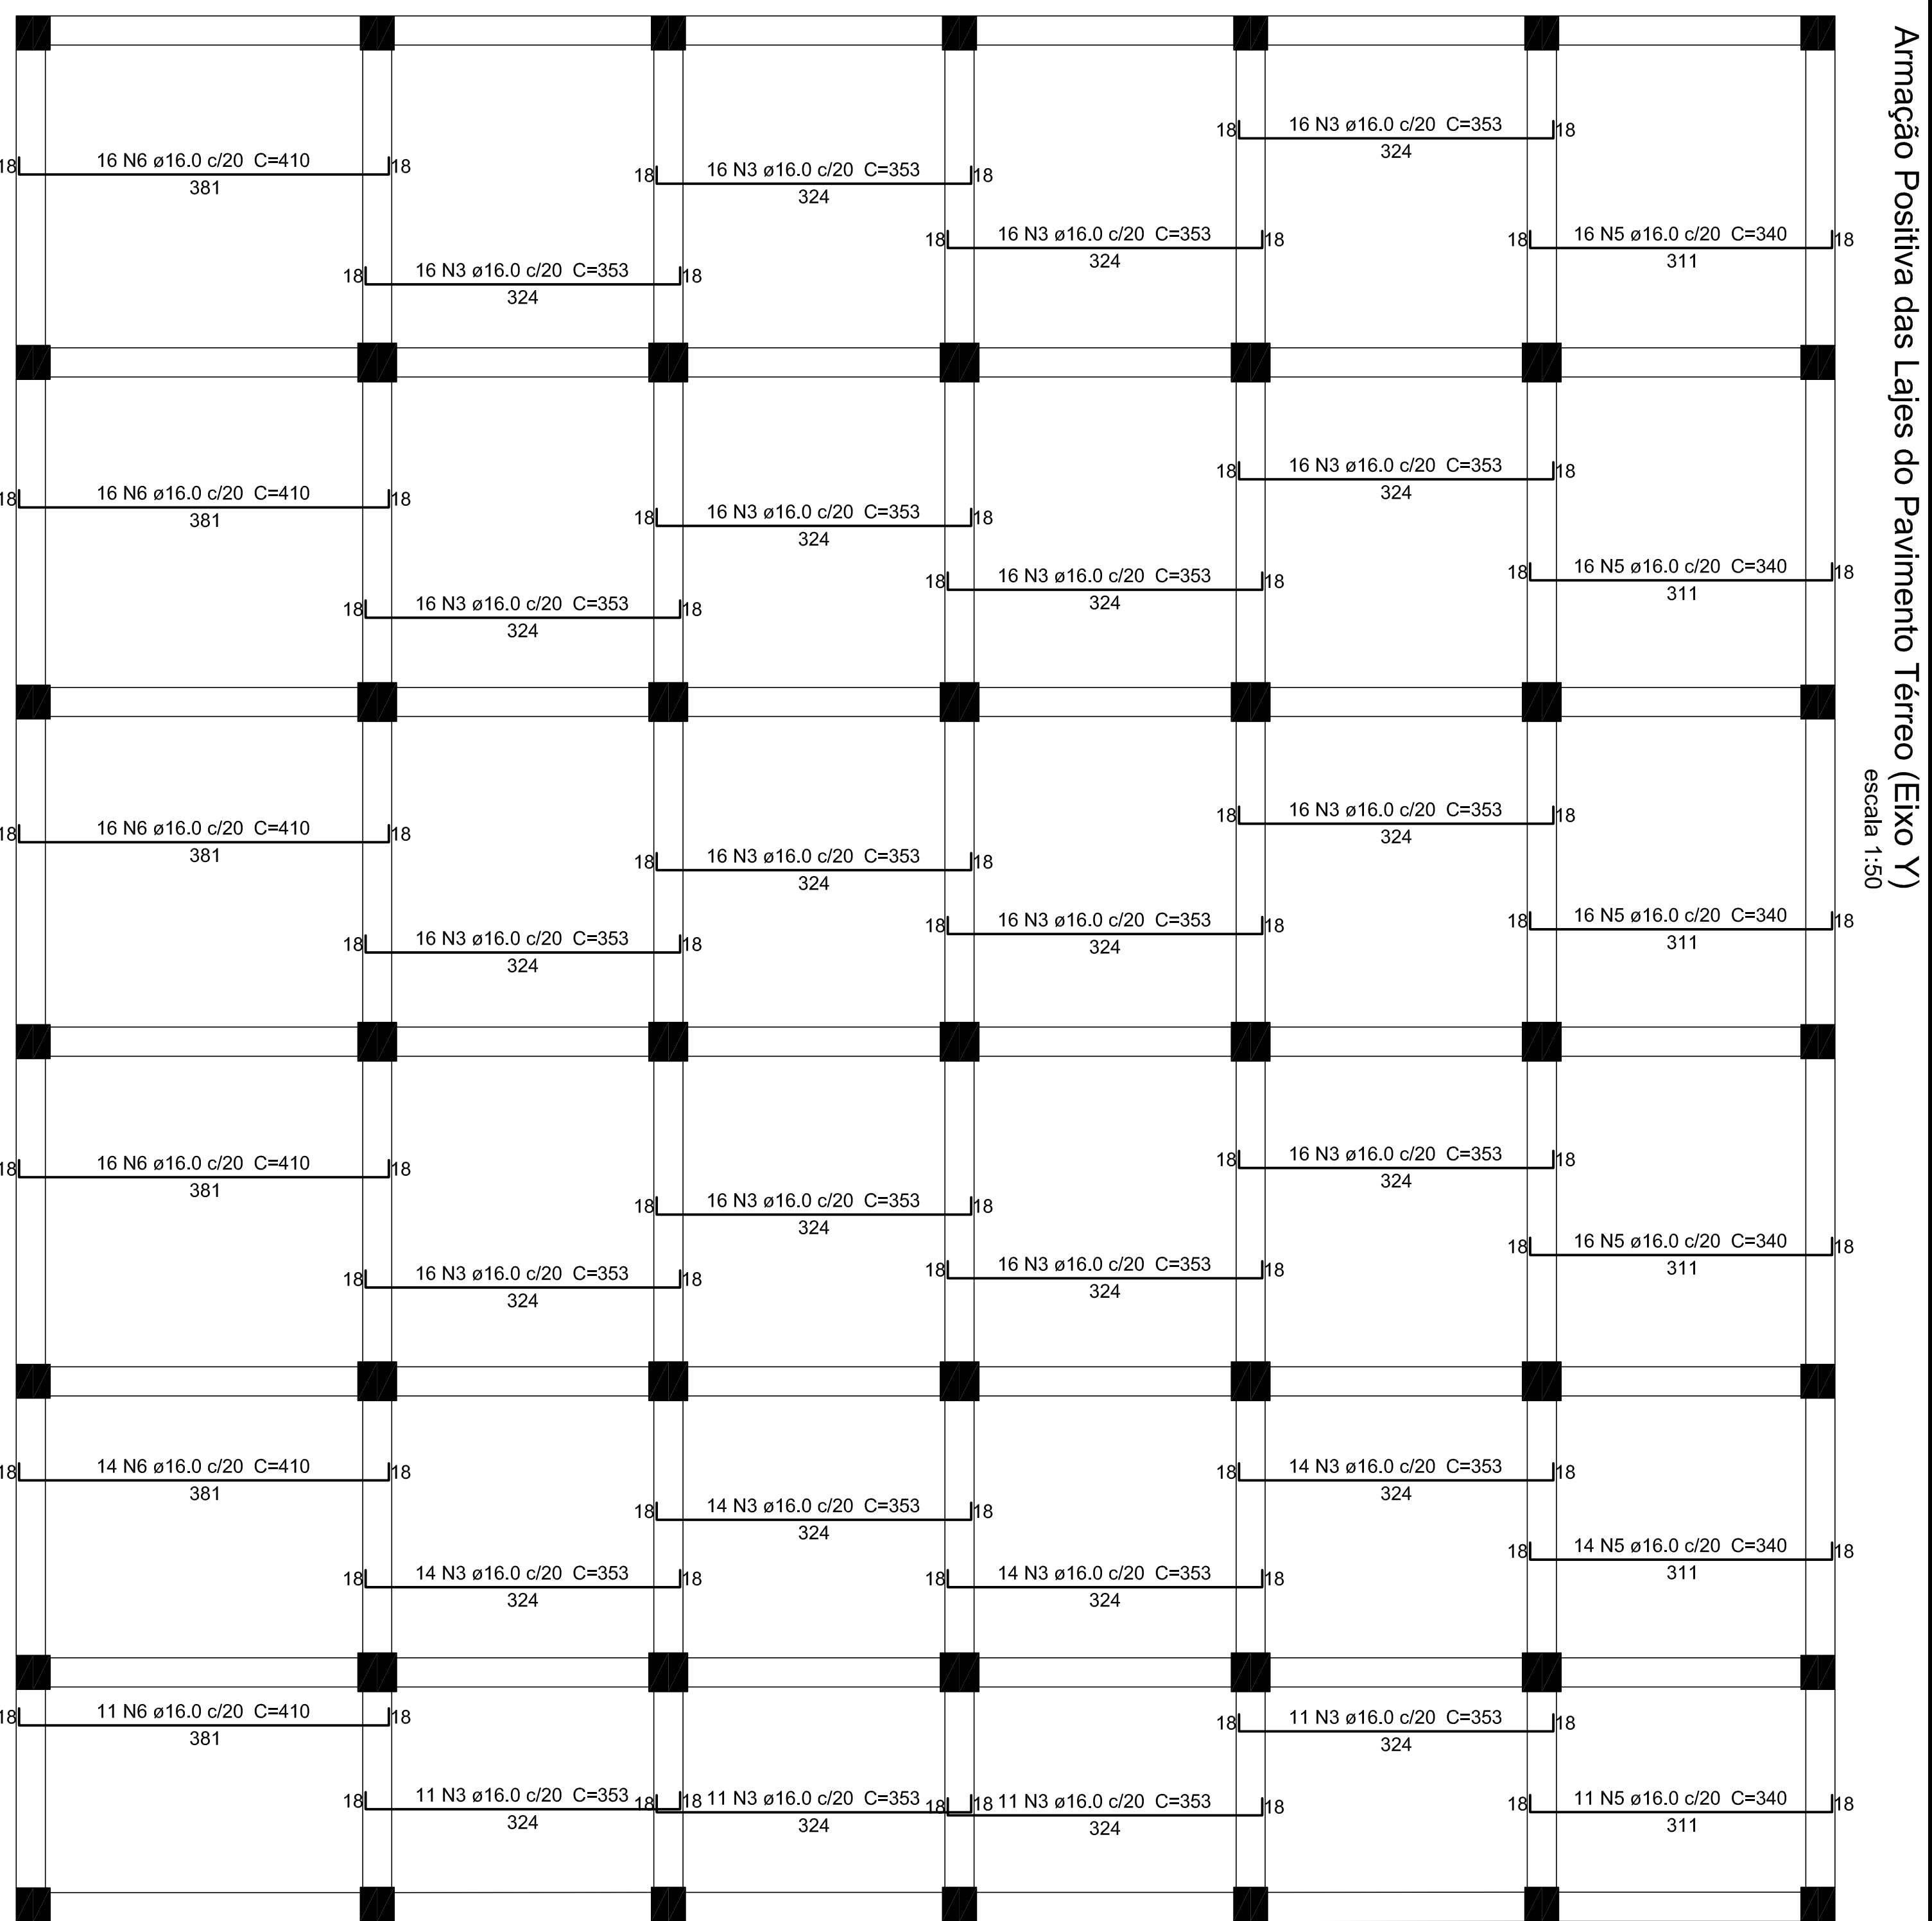 Armação Positiva das Lajes do Pavimento Térreo (Eixo Y)
escala 1:50
18 16 N3 ø16.0 c/20 C=353 18
324
18 16 N6 ø16.0 c/20 C=410 18
381
18 16 N3 ø16.0 c/20 C=353 18
324
18 16 N3 ø16.0 c/20 C=353 18
324
18 16 N5 ø16.0 c/20 C=340 18
311
18 16 N3 ø16.0 c/20 C=353 18
324
18 16 N3 ø16.0 c/20 C=353 18
324
18 16 N6 ø16.0 c/20 C=410 18
381
18 16 N3 ø16.0 c/20 C=353 18
324
18 16 N3 ø16.0 c/20 C=353 18
324
18 16 N5 ø16.0 c/20 C=340 18
311
18 16 N3 ø16.0 c/20 C=353 18
324
18 16 N3 ø16.0 c/20 C=353 18
324
18 16 N6 ø16.0 c/20 C=410 18
381
18 16 N3 ø16.0 c/20 C=353 18
324
18 16 N3 ø16.0 c/20 C=353 18
324
18 16 N5 ø16.0 c/20 C=340 18
311
18 16 N3 ø16.0 c/20 C=353 18
324
18 16 N3 ø16.0 c/20 C=353 18
324
18 16 N6 ø16.0 c/20 C=410 18
381
18 16 N3 ø16.0 c/20 C=353 18
324
18 16 N5 ø16.0 c/20 C=340 18
311
18 16 N3 ø16.0 c/20 C=353 18
324
18 16 N3 ø16.0 c/20 C=353 18
324
18 14 N6 ø16.0 c/20 C=410 18
381
18 14 N3 ø16.0 c/20 C=353 18
324
18 14 N3 ø16.0 c/20 C=353 18
324
18 14 N5 ø16.0 c/20 C=340 18
311
18 14 N3 ø16.0 c/20 C=353 18
324
18 14 N3 ø16.0 c/20 C=353 18
324
18 11 N6 ø16.0 c/20 C=410 18
381
18 11 N3 ø16.0 c/20 C=353 18
324
18 11 N3 ø16.0 c/20 C=353 18
324
18 11 N3 ø16.0 c/20 C=353 18
324
18 11 N3 ø16.0 c/20 C=353 18
324
18 11 N5 ø16.0 c/20 C=340 18
311